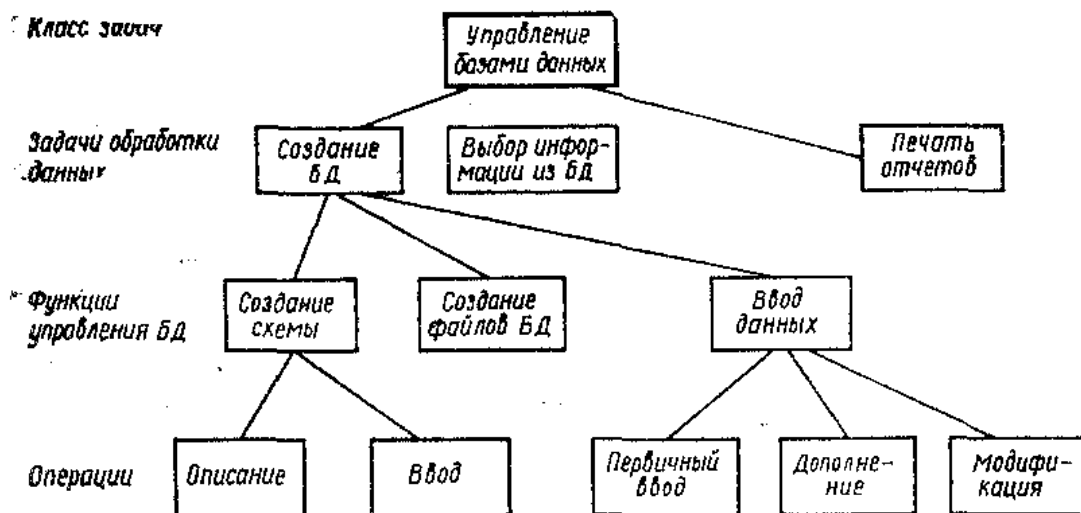 Класс задач
Управление
базами данных
Задачи обработки
данных
Создание
БД
Выбор инфор-
мации из БД
Печать
отчетов
Функции
управления БД
Создание
схемы
Создание
файлов БД
Ввод
данных
Операции
Описание
Ввод
Первичный
ввод
Дополне-
ние
Модифи-
кация